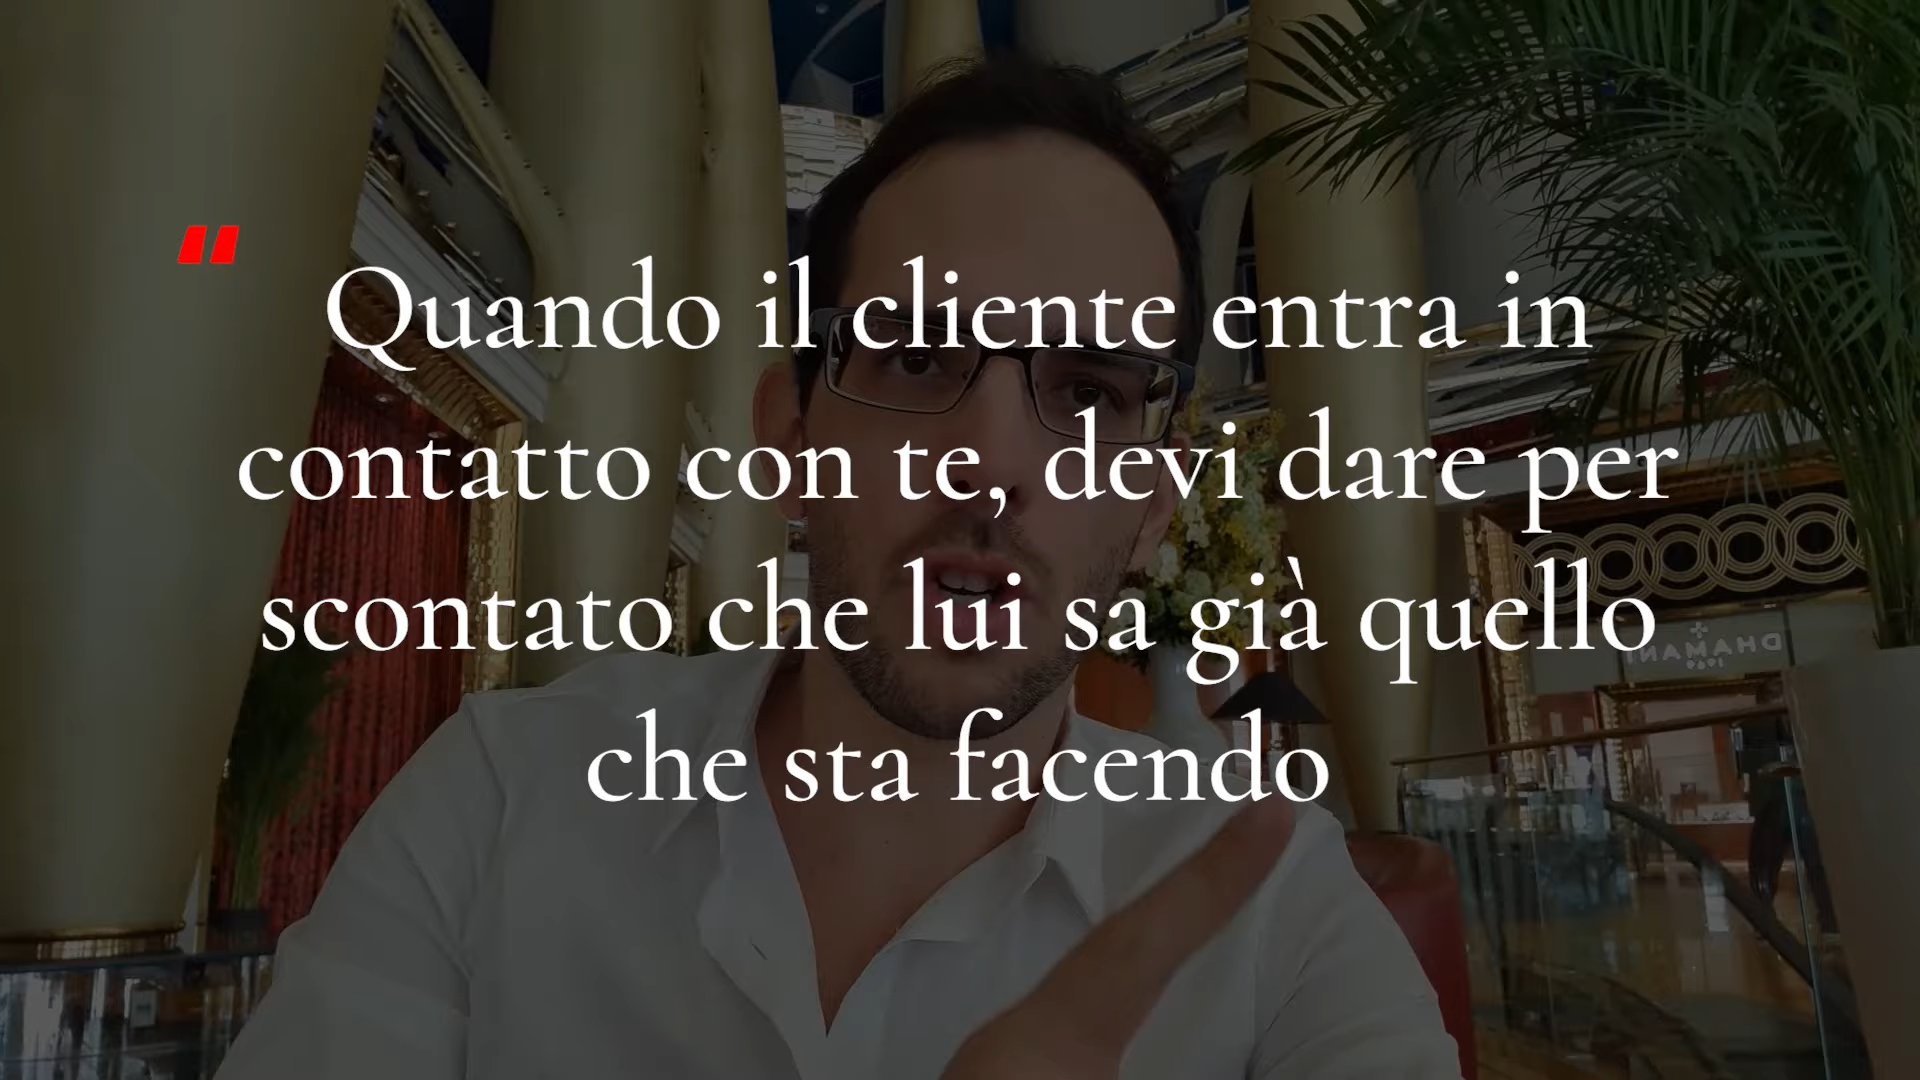 “
Quando il cliente entra in
contatto con te, devi dare per
scontato che lui sa già quello
che sta facendo
DHAMANI